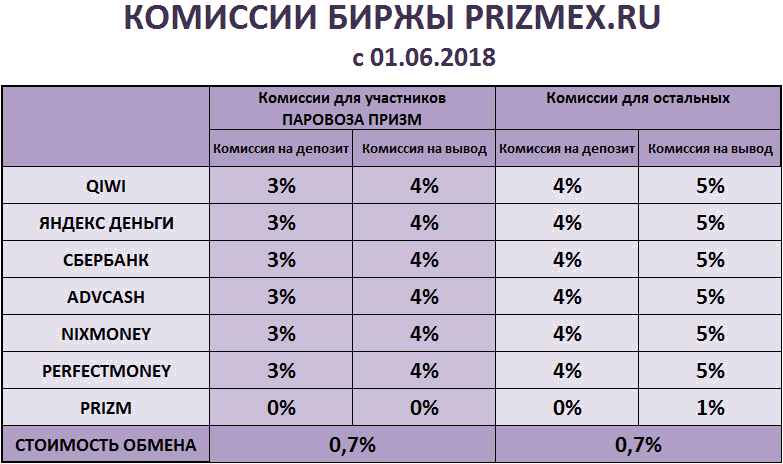 КОМИССИИ БИРЖЫ PRIZMEX.RU
с 01.06.2018
Комиссии для участников
ПАРОВОЗА ПРИЗМ
Комиссии для остальных
Комиссия на депозит Комиссия на вывод Комиссия на депозит Комиссия на вывод
QIWI 3% 4% 4% 5%
ЯНДЕКС ДЕНЬГИ 3% 4% 4% 5%
СБЕРБАНК 3% 4% 4% 5%
ADVCASH 3% 4% 4% 5%
NIXMONEY 3% 4% 4% 5%
PERFECTMONEY 3% 4% 4% 5%
PRIZM 0% 0% 0% 1%
СТОИМОСТЬ ОБМЕНА 0,7% 0,7%